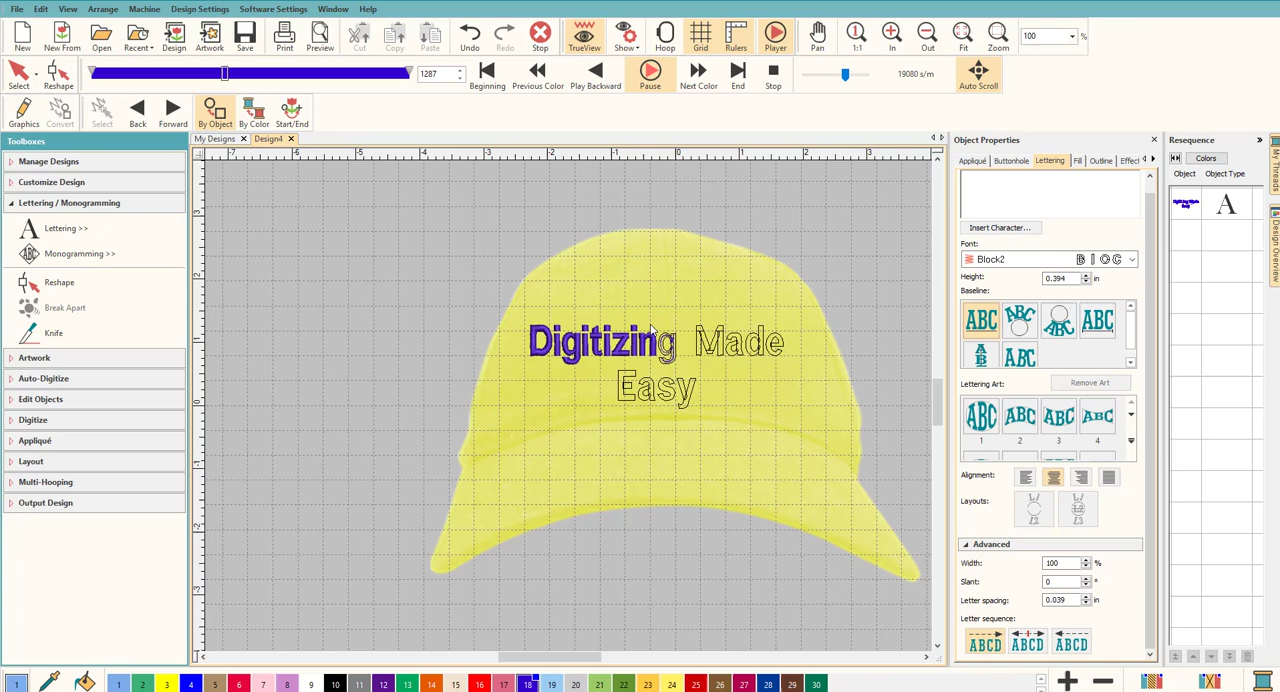 File Edit View Arrange Machine Design Settings Software Settings Window Help
New New From Open Recent Design Artwork Save Print Preview Cut Copy Paste Undo Redo Stop TrueView Show Hoop Grid Rulers Player Pan 1:1 In Out Fit Zoom 100 %
Select Reshape 1287 Beginning Previous Color Play Backward Pause Next Color End Stop 19080 s/m Auto Scroll
Graphics Convert Select Back Forward By Object By Color Start/End
Toolboxes
My Designs Design4
Object Properties
Resequence
Manage Designs
Customize Design
Lettering / Monogramming
Lettering >>
Monogramming >>
Reshape
Break Apart
Knife
Artwork
Auto-Digitize
Edit Objects
Digitize
Appliqué
Layout
Multi-Hooping
Output Design
Digitizing Made
Easy
Appliqué Buttonhole Lettering Fill Outline Effect
Insert Character...
Font:
Block2 B I O C
Height: 0.394 in
Baseline:
ABC ABC ABC ABC
ABC ABC
Lettering Art: Remove Art
ABC ABC ABC ABC
1 2 3 4
Alignment:
Layouts:
Advanced
Width: 100 %
Slant: 0 °
Letter spacing: 0.039 in
Letter sequence:
ABCD ABCD ABCD
Colors
Object Object Type
Digitizing Made
Easy
A
My Threads
Design Overview
1 1 2 3 4 5 6 7 8 9 10 11 12 13 14 15 16 17 18 19 20 21 22 23 24 25 26 27 28 29 30